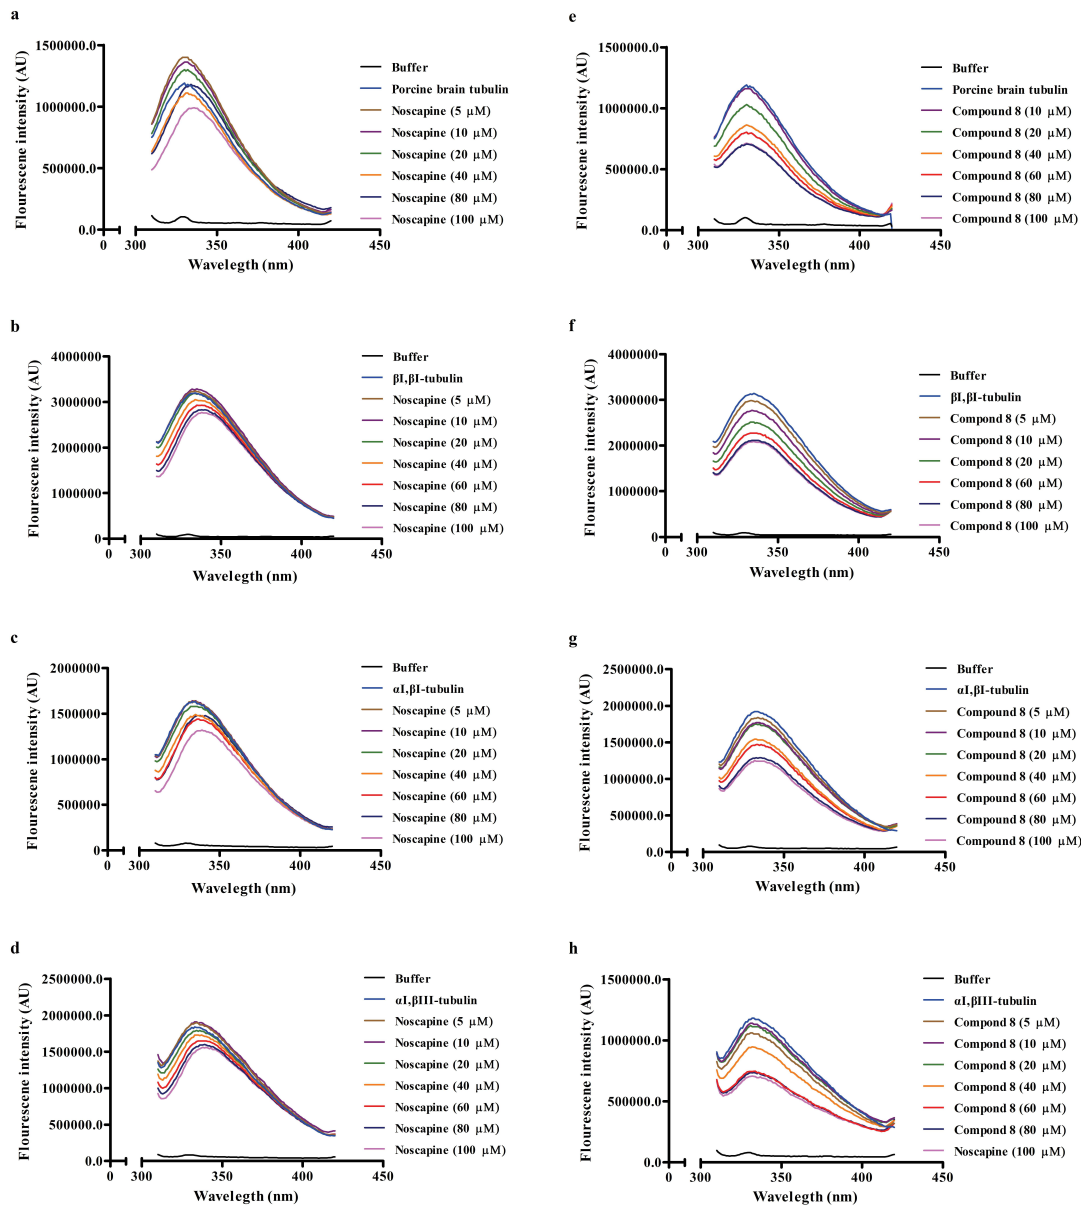 a
Flourescene intensity (AU)
1500000.0
1000000.0
500000.0
0.0
0 300 350 400 450
Wavelegth (nm)
Buffer
Porcine brain tubulin
Noscapine (5 µM)
Noscapine (10 µM)
Noscapine (20 µM)
Noscapine (40 µM)
Noscapine (80 µM)
Noscapine (100 µM)
e
Flourescene intensity (AU)
1500000.0
1000000.0
500000.0
0.0
0 300 350 400 450
Wavelegth (nm)
Buffer
Porcine brain tubulin
Compound 8 (10 µM)
Compound 8 (20 µM)
Compound 8 (40 µM)
Compound 8 (60 µM)
Compound 8 (80 µM)
Compound 8 (100 µM)
b
Flourescene intensity (AU)
4000000
3000000
2000000
1000000
0
0 300 350 400 450
Wavelegth (nm)
Buffer
βI,βI-tubulin
Noscapine (5 µM)
Noscapine (10 µM)
Noscapine (20 µM)
Noscapine (40 µM)
Noscapine (60 µM)
Noscapine (80 µM)
Noscapine (100 µM)
f
Flourescene intensity (AU)
4000000
3000000
2000000
1000000
0
0 300 350 400 450
Wavelegth (nm)
Buffer
βI,βI-tubulin
Compond 8 (5 µM)
Compond 8 (10 µM)
Compond 8 (20 µM)
Compond 8 (60 µM)
Compond 8 (80 µM)
Compond 8 (100 µM)
c
Flourescene intensity (AU)
2000000
1500000
1000000
500000
0
0 300 350 400 450
Wavelegth (nm)
Buffer
αI,βI-tubulin
Noscapine (5 µM)
Noscapine (10 µM)
Noscapine (20 µM)
Noscapine (40 µM)
Noscapine (60 µM)
Noscapine (80 µM)
Noscapine (100 µM)
g
Flourescene intensity (AU)
2500000.0
2000000.0
1500000.0
1000000.0
500000.0
0.0
0 300 350 400 450
Wavelegth (nm)
Buffer
αI,βI-tubulin
Compound 8 (5 µM)
Compound 8 (10 µM)
Compound 8 (20 µM)
Compound 8 (40 µM)
Compound 8 (60 µM)
Compound 8 (80 µM)
Compound 8 (100 µM)
d
Flourescene intensity (AU)
2500000.0
2000000.0
1500000.0
1000000.0
500000.0
0.0
0 300 350 400 450
Wavelegth (nm)
Buffer
αI,βIII-tubulin
Noscapine (5 µM)
Noscapine (10 µM)
Noscapine (20 µM)
Noscapine (40 µM)
Noscapine (60 µM)
Noscapine (80 µM)
Noscapine (100 µM)
h
Flourescene intensity (AU)
1500000.0
1000000.0
500000.0
0.0
0 300 350 400 450
Wavelegth (nm)
Buffer
αI,βIII-tubulin
Compond 8 (5 µM)
Compond 8 (10 µM)
Compond 8 (20 µM)
Compond 8 (40 µM)
Compond 8 (60 µM)
Compond 8 (80 µM)
Noscapine (100 µM)